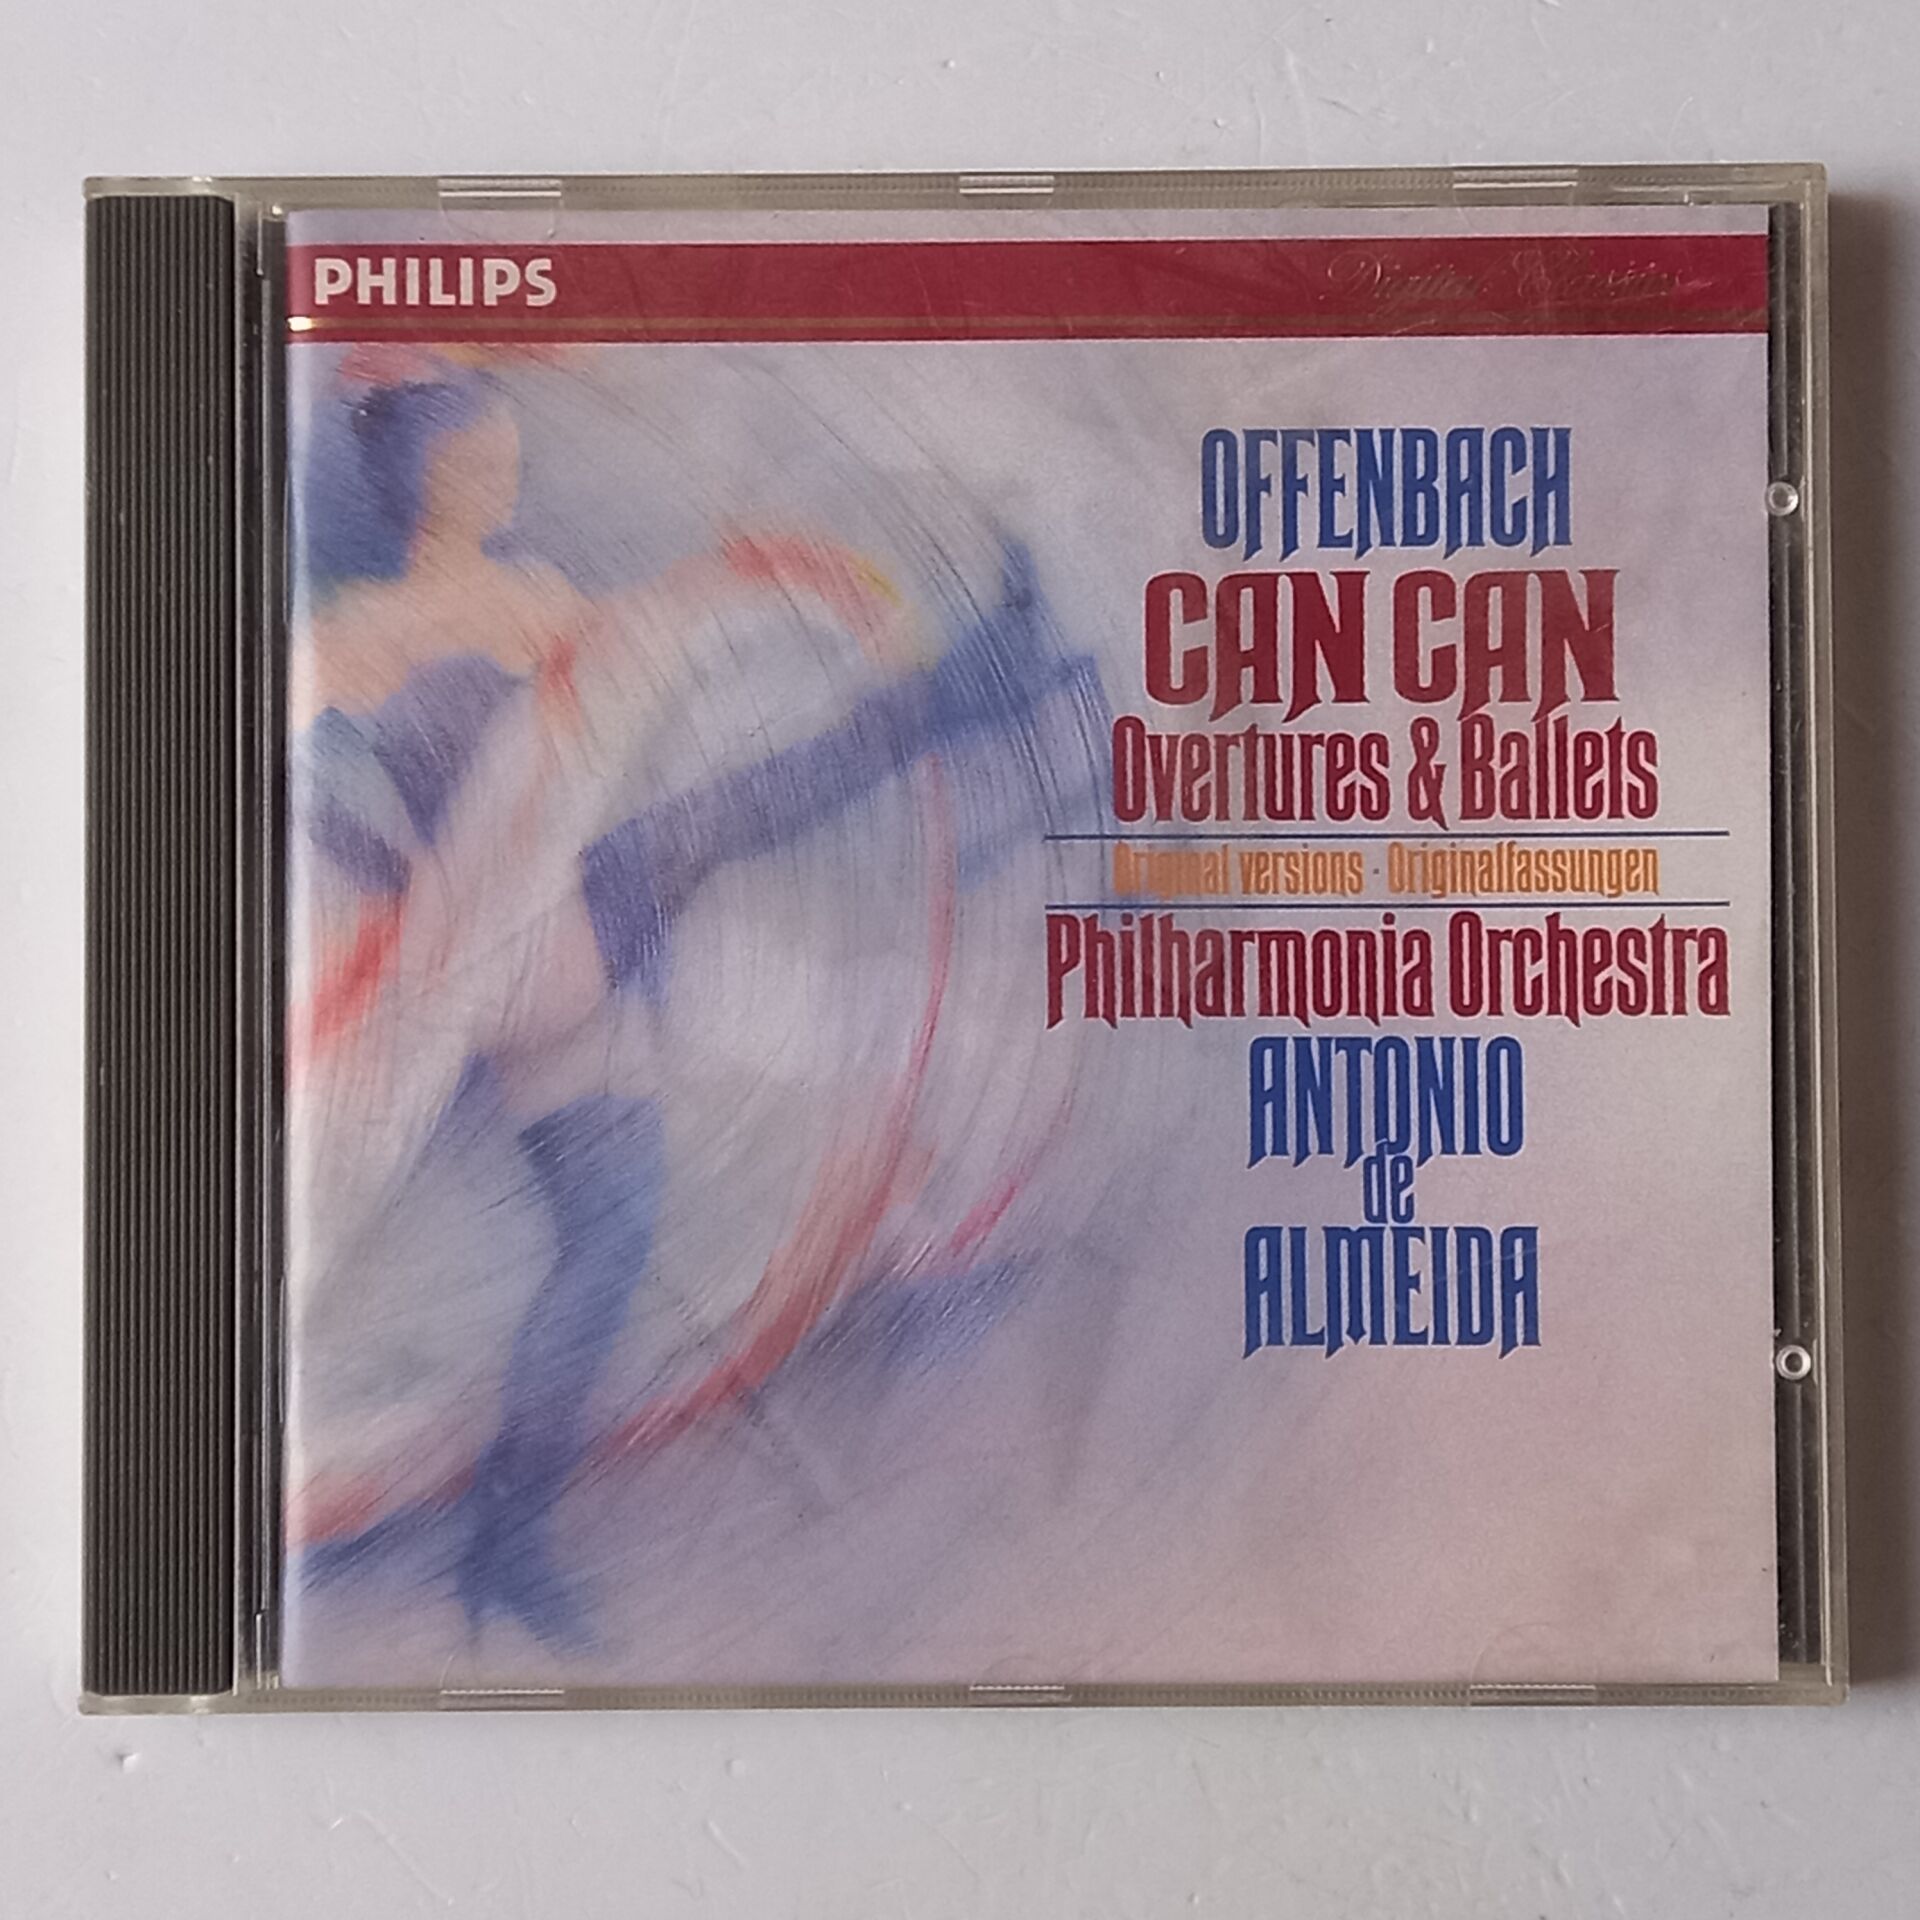 PHILIPS
Digital Classics
OFFENBACH
CAN CAN
Overtures & Ballets
Original versions · Originalfassungen
Philharmonia Orchestra
ANTONIO
de
ALMEIDA